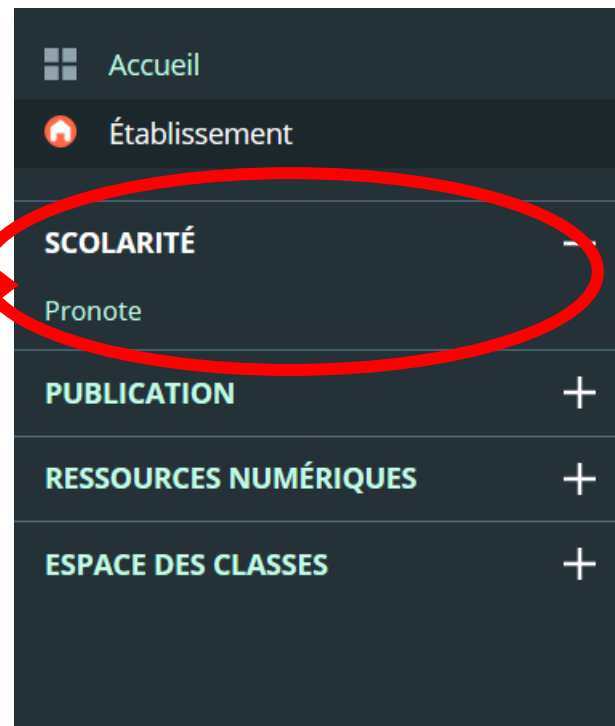 Accueil
Établissement
SCOLARITÉ
Pronote
PUBLICATION
RESSOURCES NUMÉRIQUES
ESPACE DES CLASSES